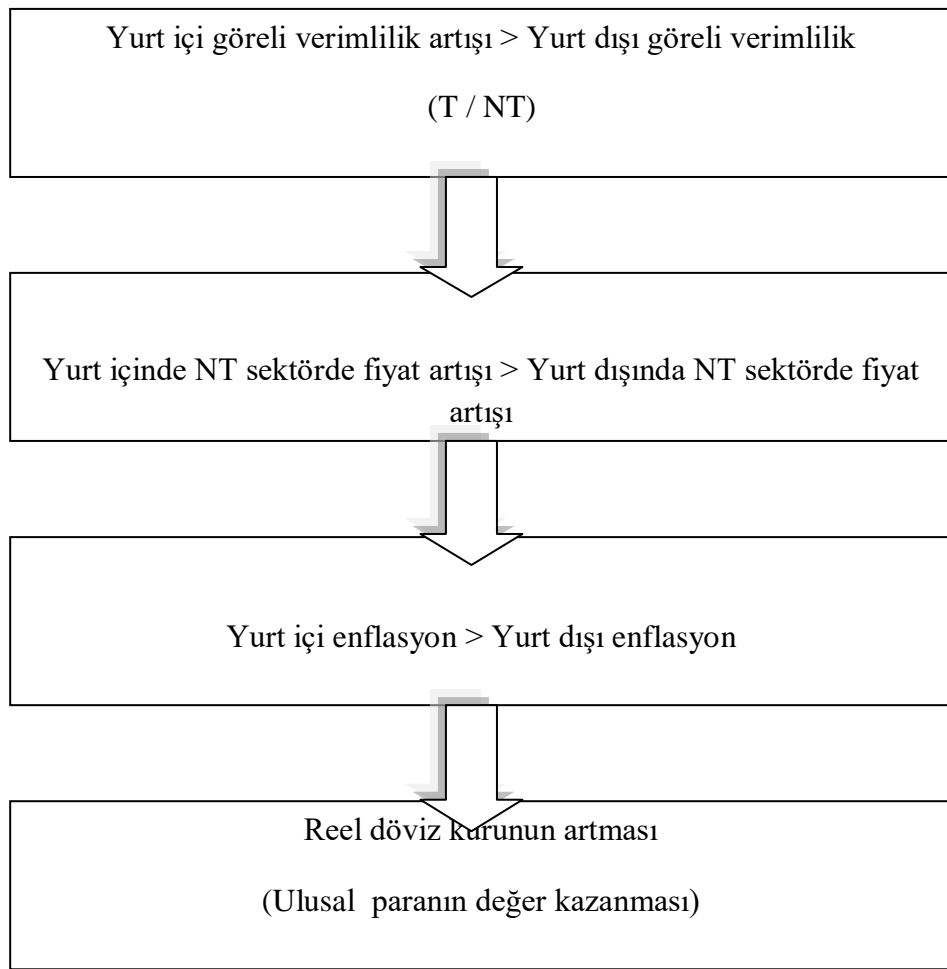 Yurt içi göreli verimlilik artışı > Yurt dışı göreli verimlilik
(T / NT)
Yurt içinde NT sektörde fiyat artışı > Yurt dışında NT sektörde fiyat
artışı
Yurt içi enflasyon > Yurt dışı enflasyon
Reel döviz kurunun artması
(Ulusal paranın değer kazanması)